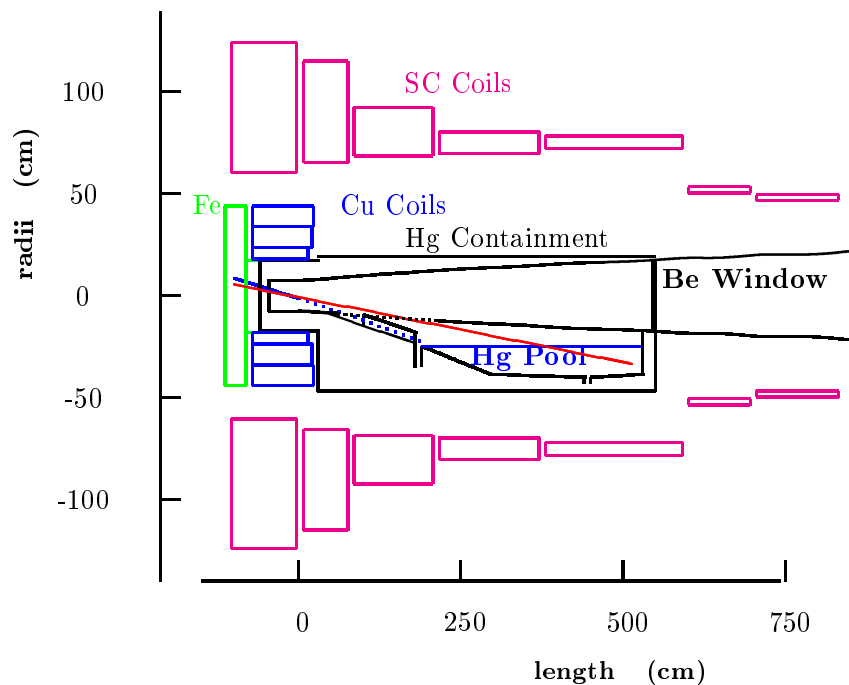 SC Coils
100
radii (cm)
50
Fe
Cu Coils
Hg Containment
Be Window
0
Hg Pool
-50
-100
0 250 500 750
length (cm)